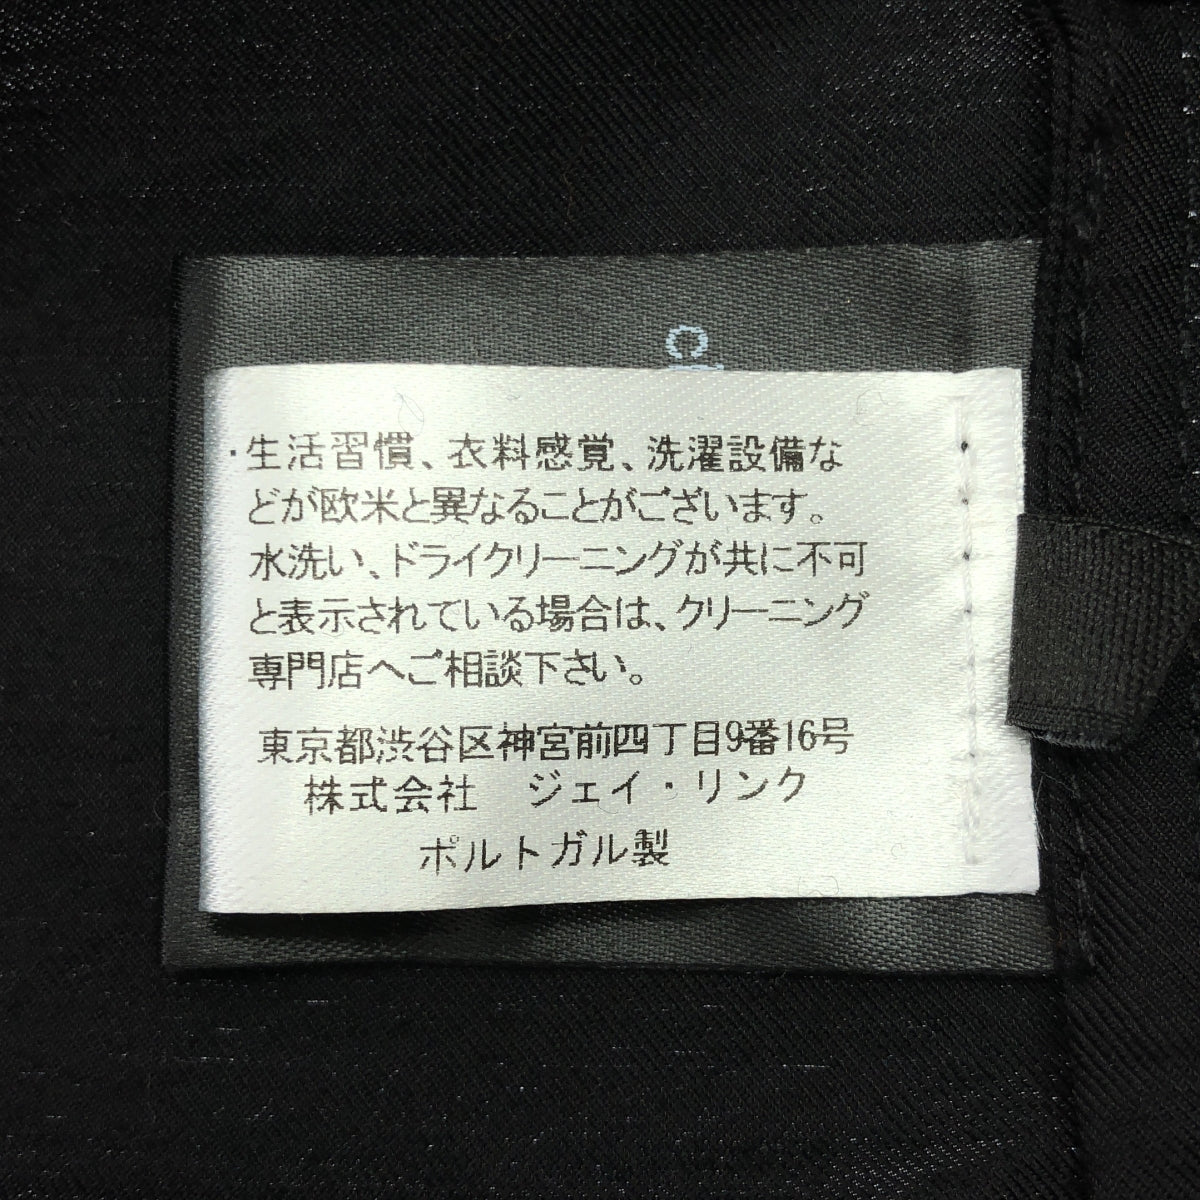 ・生活習慣、衣料感覚、洗濯設備な
どが欧米と異なることがございます。
水洗い、ドライクリーニングが共に不可
と表示されている場合は、クリーニング
専門店へご相談下さい。
東京都渋谷区神宮前四丁目9番16号
株式会社 ジェイ・リンク
ポルトガル製